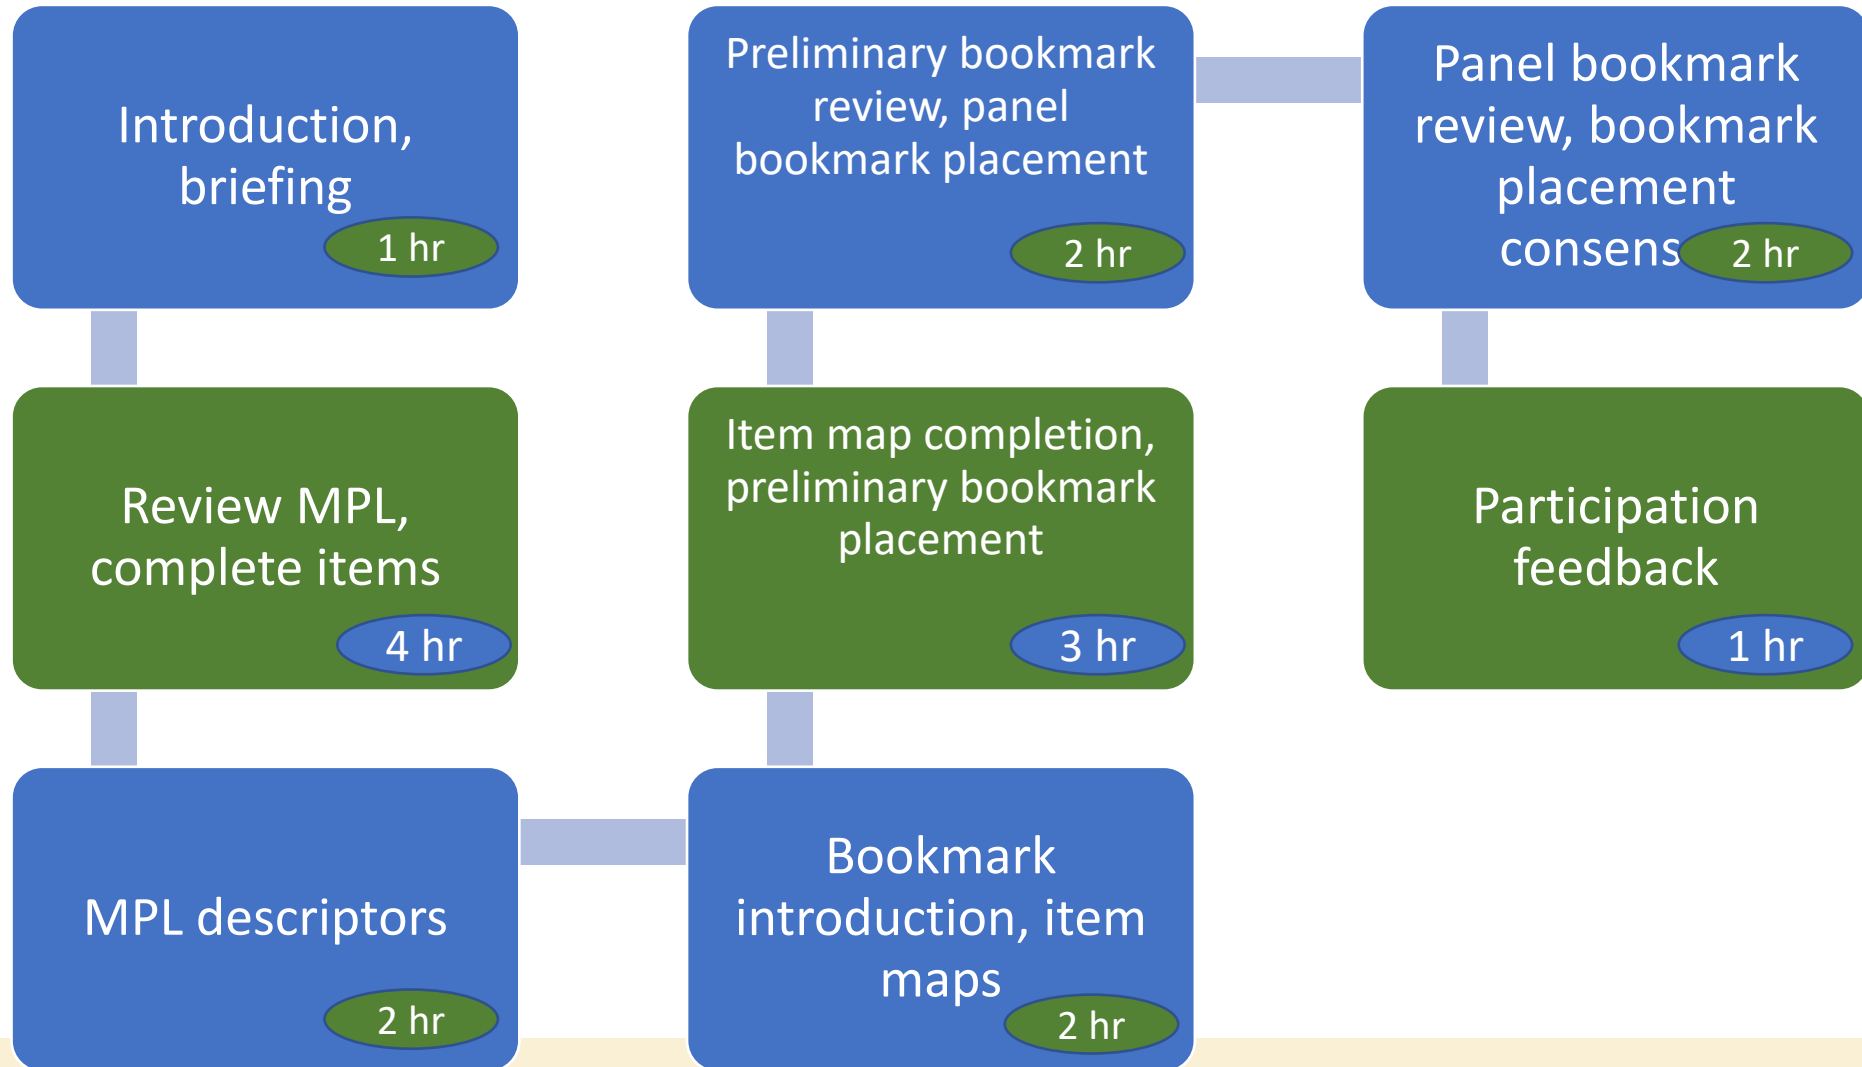 Introduction,
briefing
1 hr
Review MPL,
complete items
4 hr
MPL descriptors
2 hr
Bookmark
introduction, item
maps
2 hr
Item map completion,
preliminary bookmark
placement
3 hr
Preliminary bookmark
review, panel
bookmark placement
2 hr
Panel bookmark
review, bookmark
placement
consens
2 hr
Participation
feedback
1 hr